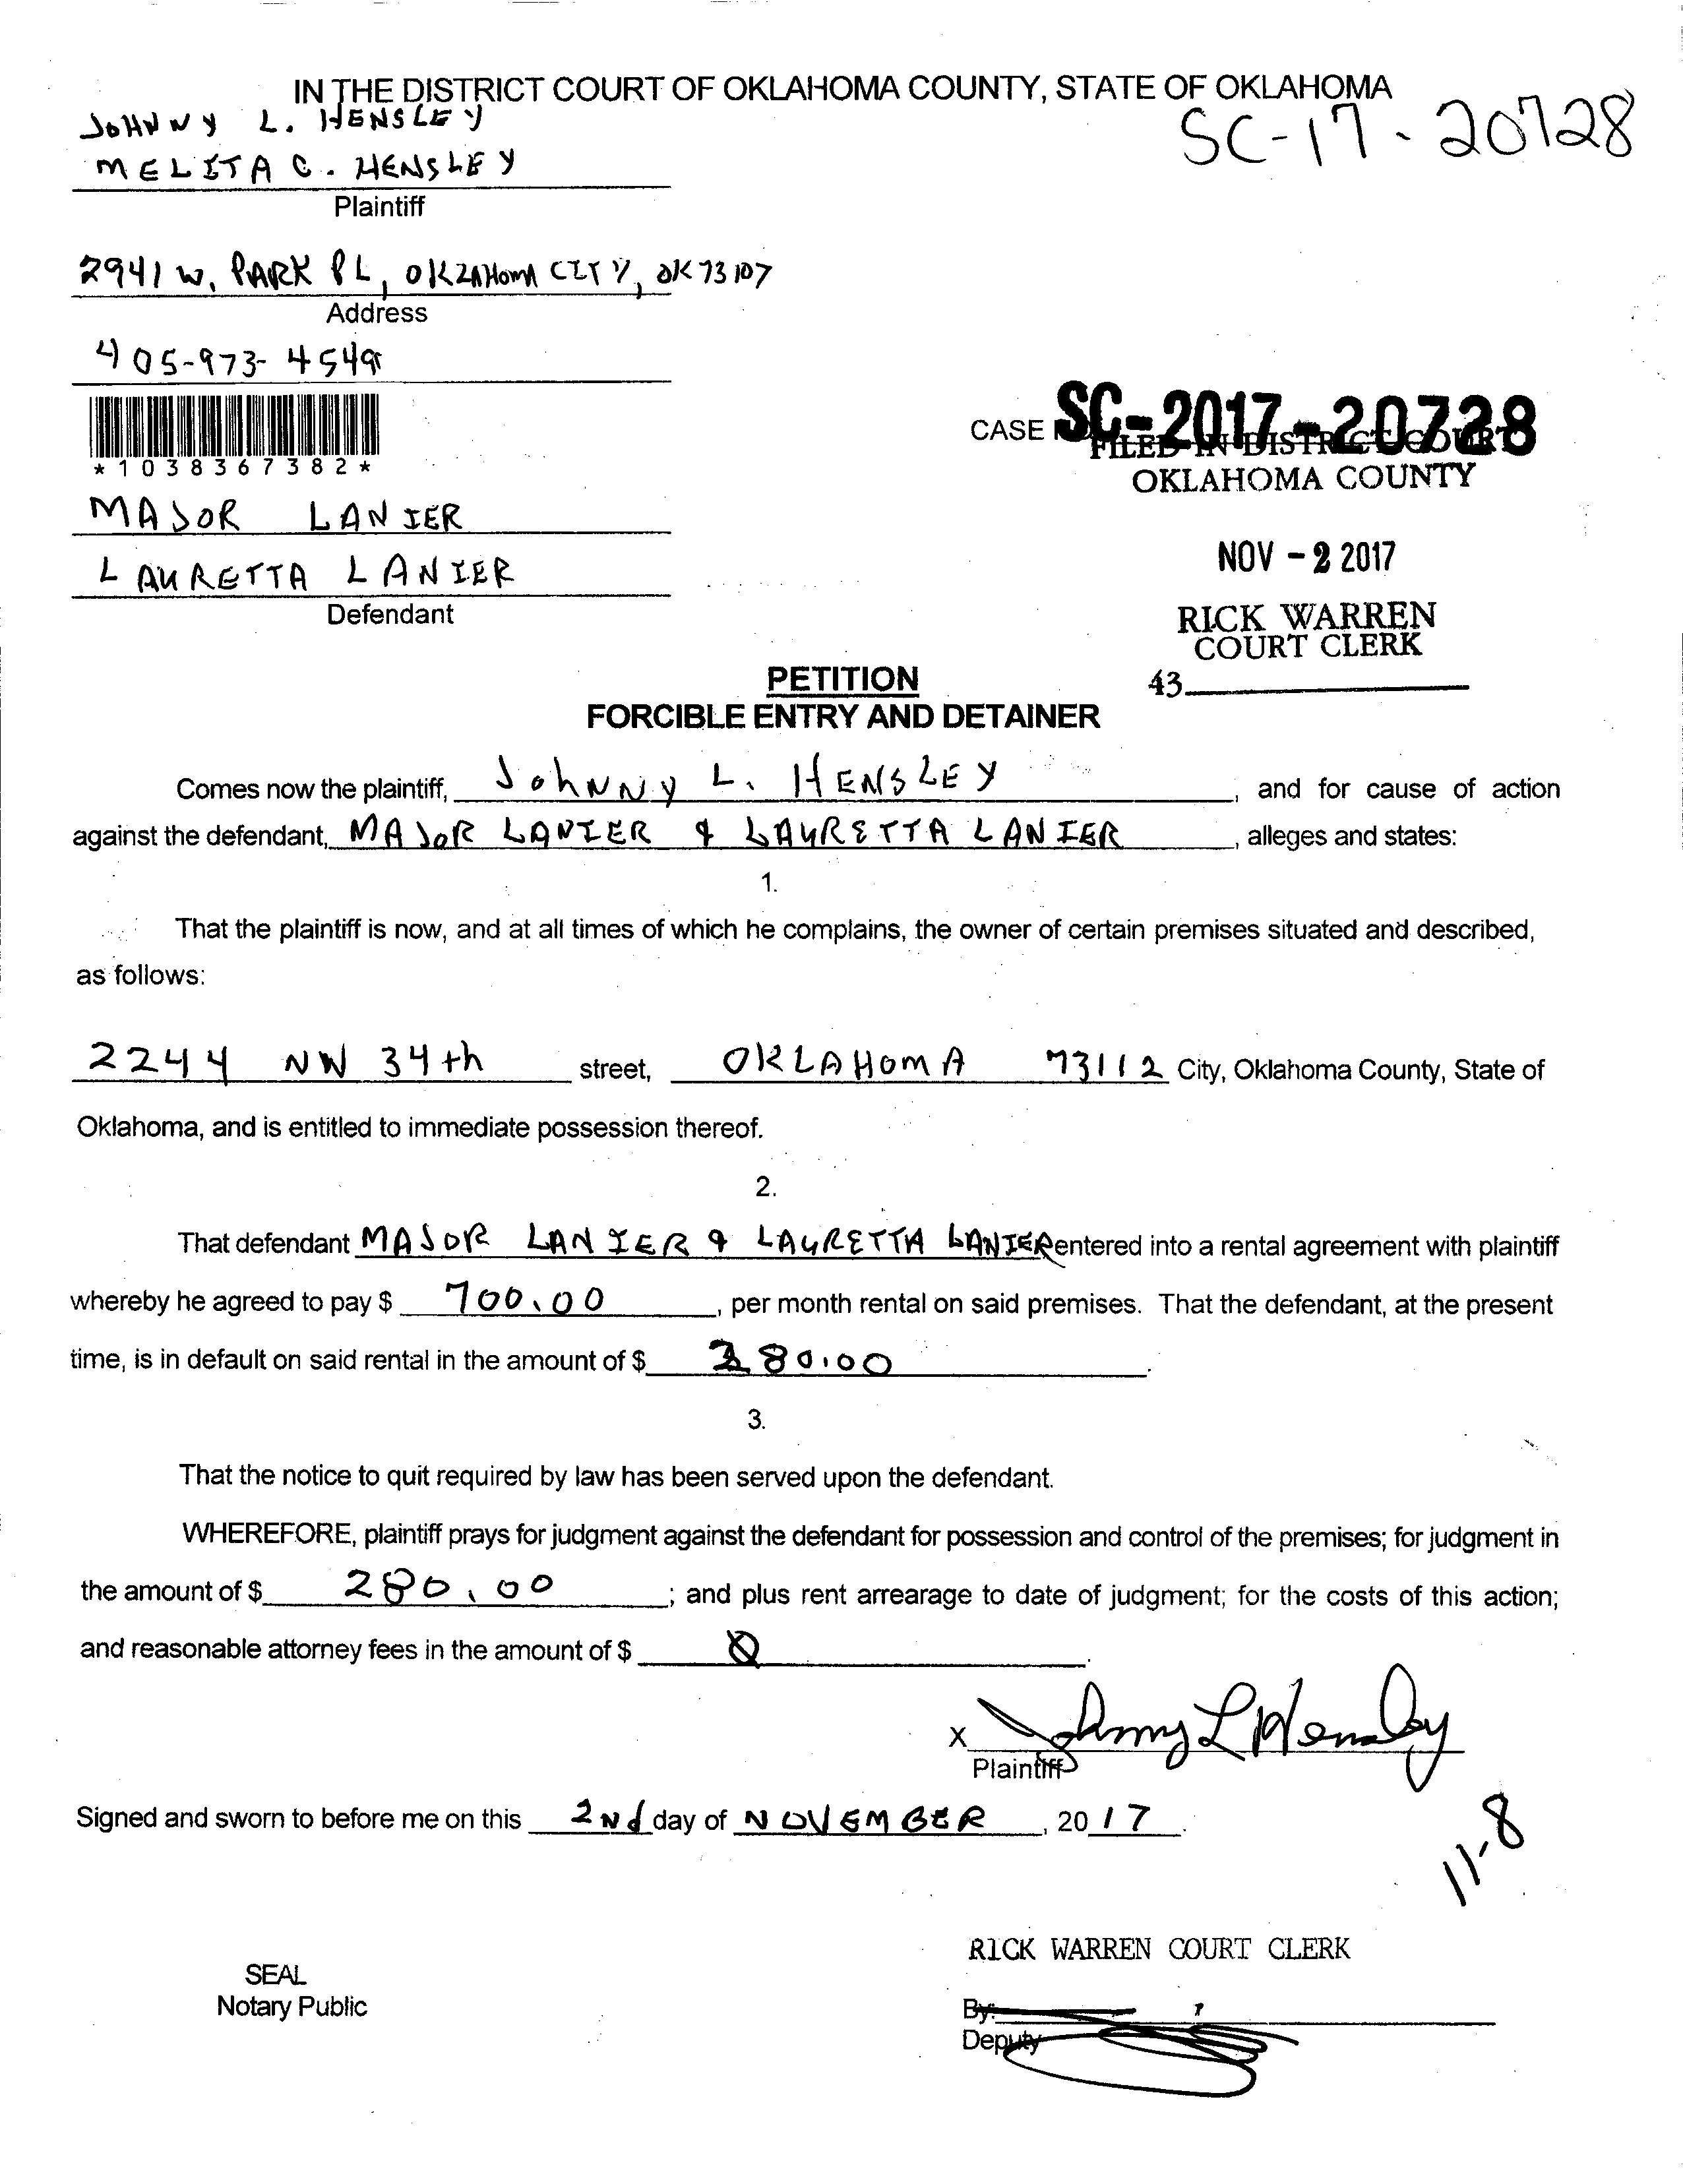 IN THE DISTRICT COURT OF OKLAHOMA COUNTY, STATE OF OKLAHOMA
JOHNNY L. HENSLEY
SC-17-20728
MELITA C. HENSLEY
Plaintiff
2941 W. PARK PL, OKLAHOMA CITY, OK 73107
Address
405-973-4549
CASE SC-2017-20728
FILED IN DISTRICT COURT
*1038367382*
OKLAHOMA COUNTY
MAJOR LANIER
NOV -2 2017
LAURETTA LANIER
Defendant
RICK WARREN
COURT CLERK
43
PETITION
FORCIBLE ENTRY AND DETAINER
Comes now the plaintiff, JohNNy L. HENSLEY, and for cause of action
against the defendant, MAJOR LANIER & LAURETTA LANIER, alleges and states:
1.
That the plaintiff is now, and at all times of which he complains, the owner of certain premises situated and described,
as follows:
2244 NW 34th street, OKLAHOMA 73112 City, Oklahoma County, State of
Oklahoma, and is entitled to immediate possession thereof.
2.
That defendant MAJOR LANIER & LAURETTA LANIER entered into a rental agreement with plaintiff
whereby he agreed to pay $ 700.00, per month rental on said premises. That the defendant, at the present
time, is in default on said rental in the amount of $ 280.00.
3.
That the notice to quit required by law has been served upon the defendant.
WHEREFORE, plaintiff prays for judgment against the defendant for possession and control of the premises; for judgment in
the amount of $ 280.00; and plus rent arrearage to date of judgment; for the costs of this action;
and reasonable attorney fees in the amount of $ 0.
X Johnny L Hensley
Plaintiff
Signed and sworn to before me on this 2Nd day of NOVEMBER, 2017.
11-8
RICK WARREN COURT CLERK
SEAL
Notary Public
By:
Deputy